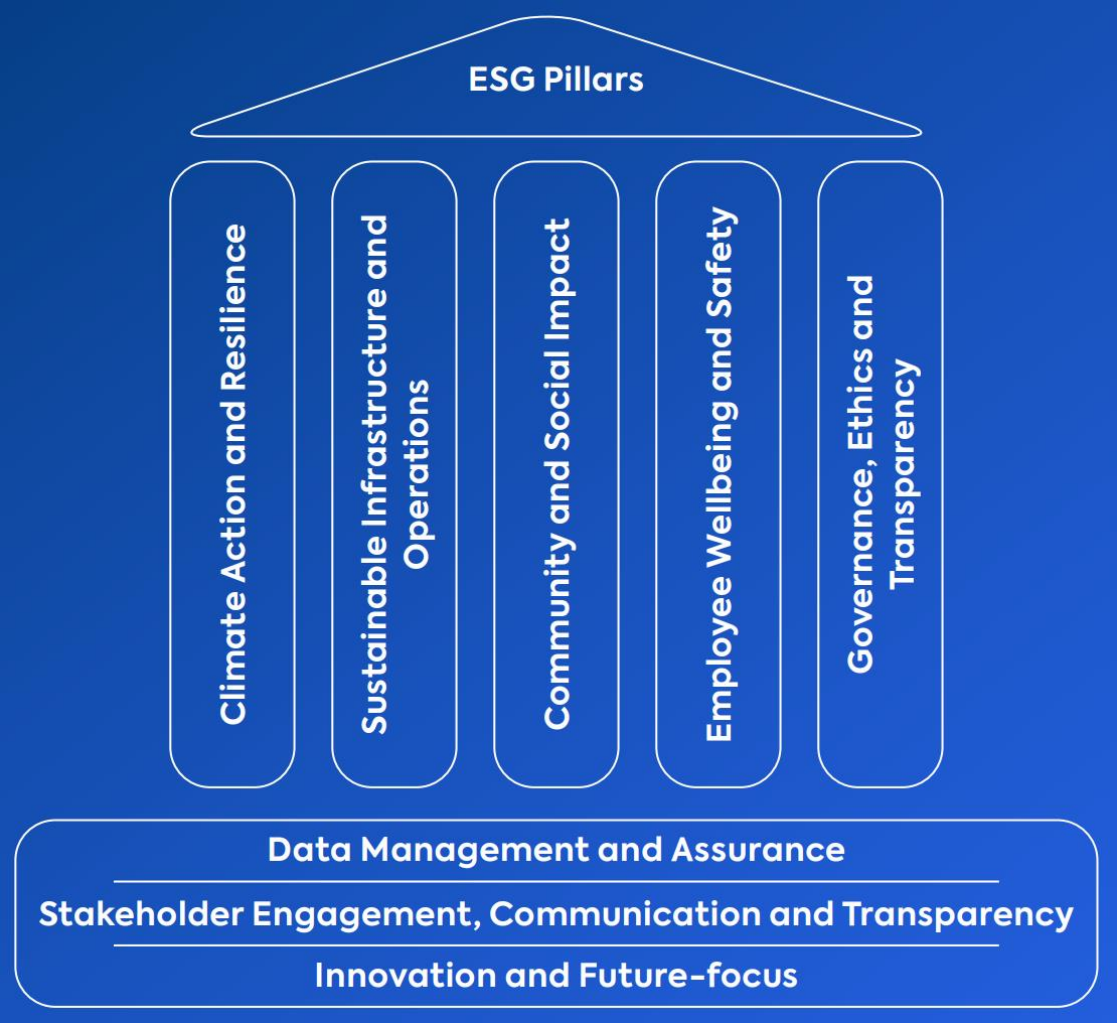 ESG Pillars
Climate Action and Resilience
Sustainable Infrastructure and
Operations
Community and Social Impact
Employee Wellbeing and Safety
Governance, Ethics and
Transparency
Data Management and Assurance
Stakeholder Engagement, Communication and Transparency
Innovation and Future-focus